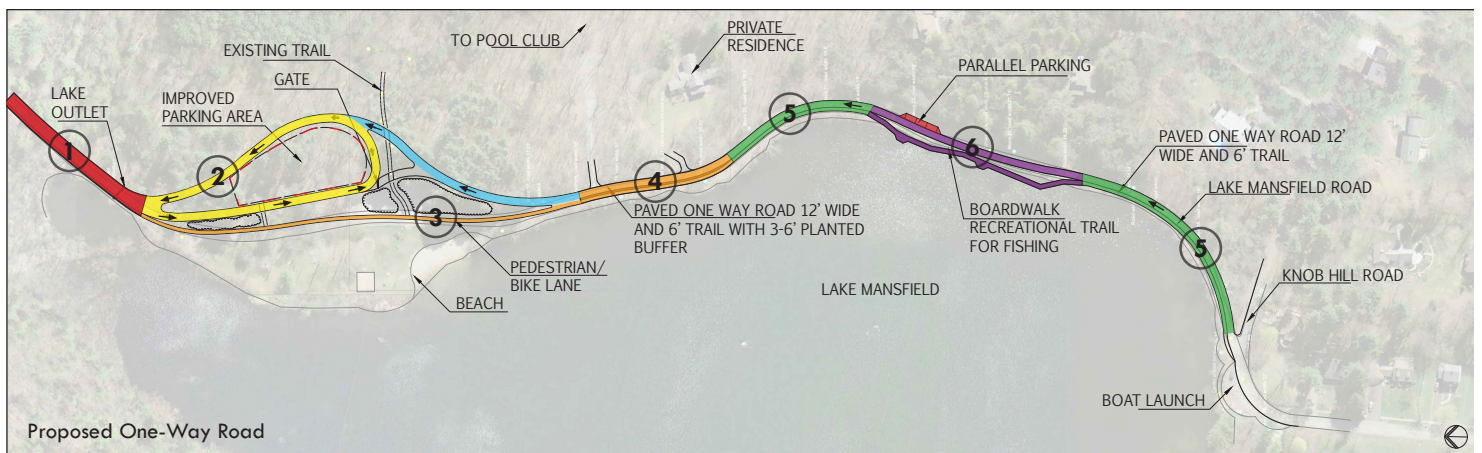 TO POOL CLUB
PRIVATE
RESIDENCE
EXISTING TRAIL
GATE
LAKE
OUTLET
IMPROVED
PARKING AREA
PARALLEL PARKING
1
2
3
4
5
6
5
PAVED ONE WAY ROAD 12'
WIDE AND 6' TRAIL
LAKE MANSFIELD ROAD
PAVED ONE WAY ROAD 12' WIDE
AND 6' TRAIL WITH 3-6' PLANTED
BUFFER
BOARDWALK
RECREATIONAL TRAIL
FOR FISHING
PEDESTRIAN/
BIKE LANE
BEACH
LAKE MANSFIELD
KNOB HILL ROAD
BOAT LAUNCH
Proposed One-Way Road